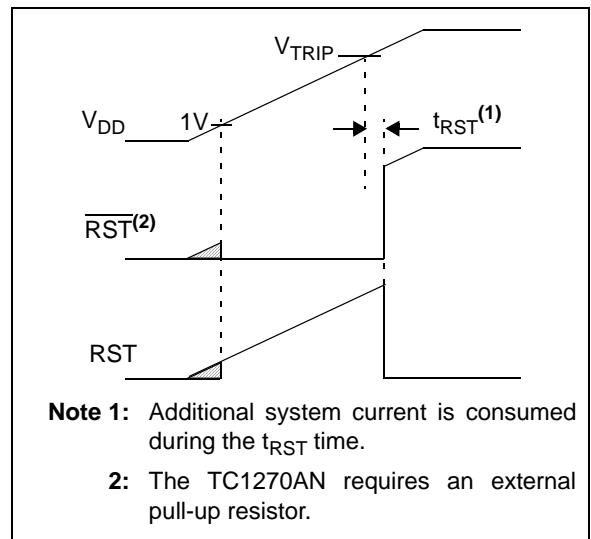 V_TRIP
V_DD
1V
t_RST(1)
RST(2)
RST
Note 1: Additional system current is consumed
during the t_RST time.
2: The TC1270AN requires an external
pull-up resistor.